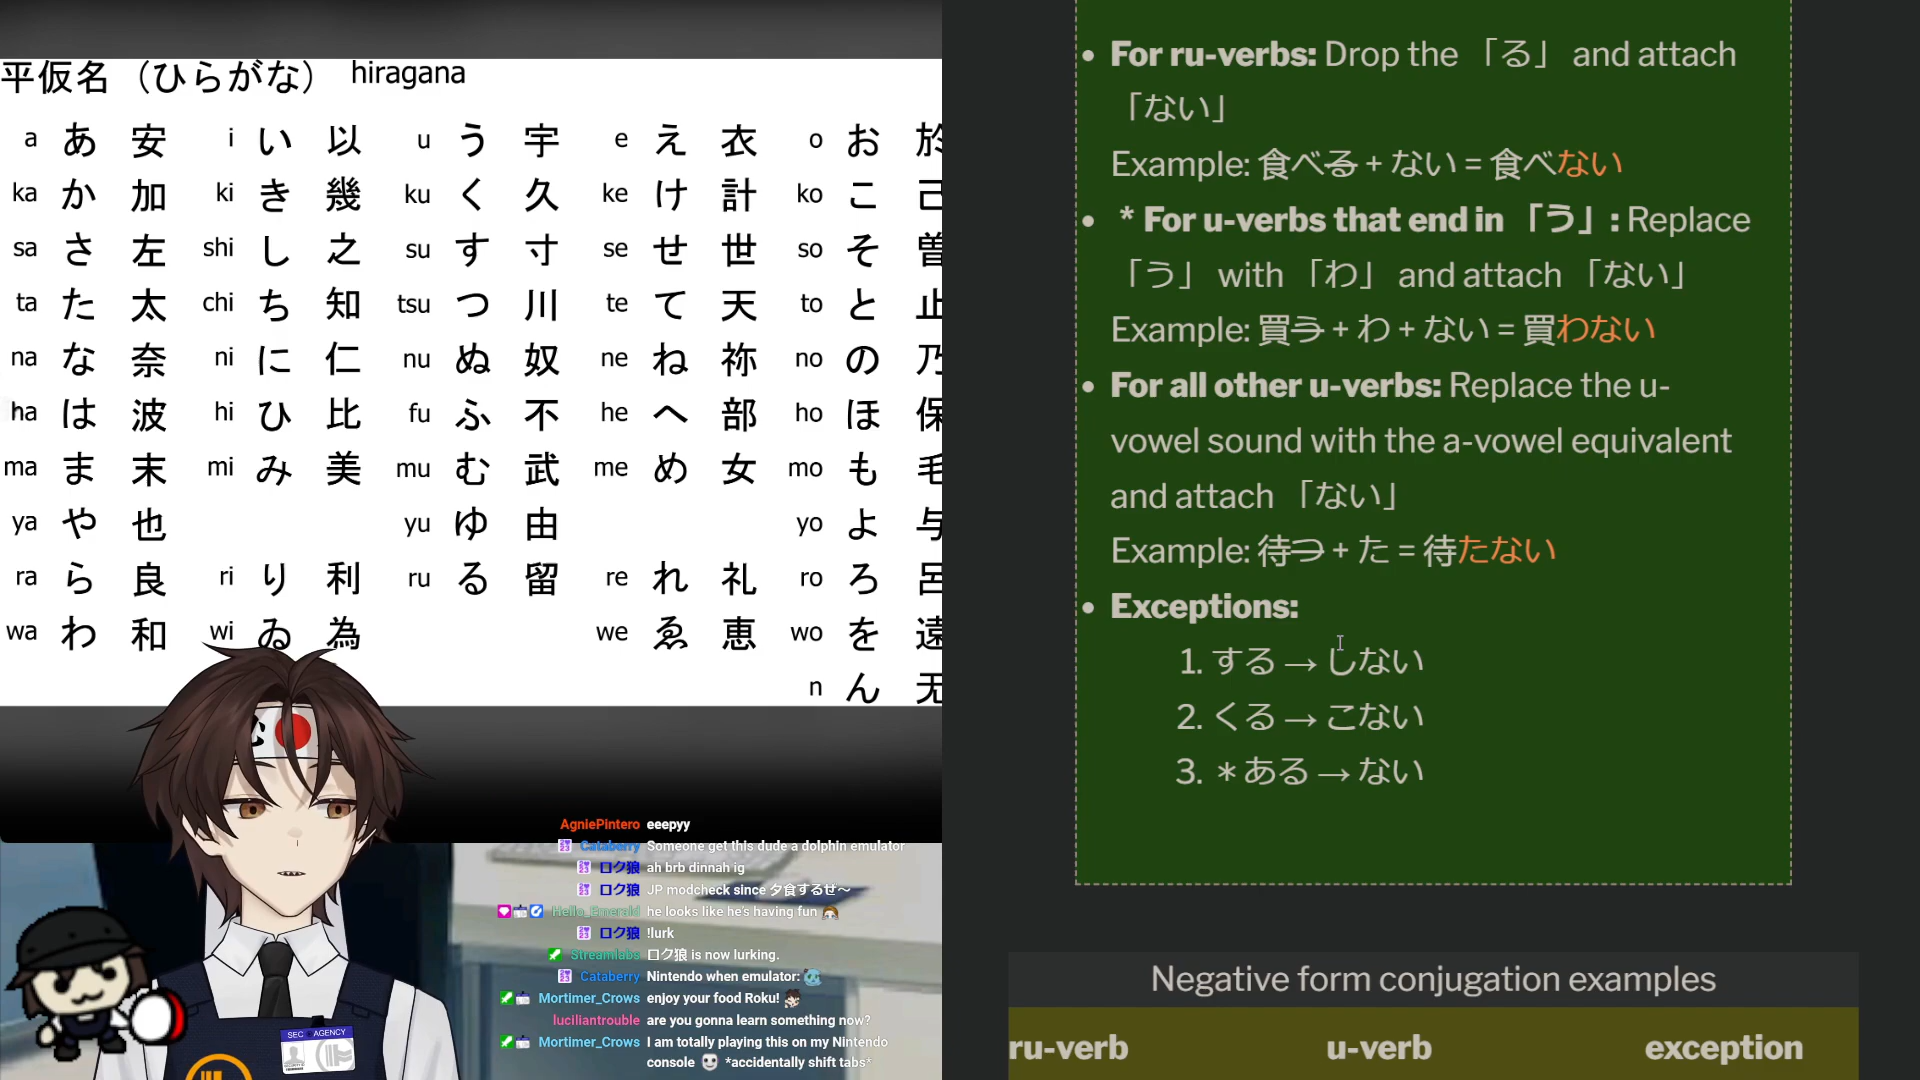 平仮名（ひらがな） hiragana
a あ 安 i い 以 u う 宇 e え 衣 o お 於
ka か 加 ki き 幾 ku く 久 ke け 計 ko こ 己
sa さ 左 shi し 之 su す 寸 se せ 世 so そ 曽
ta た 太 chi ち 知 tsu つ 川 te て 天 to と 止
na な 奈 ni に 仁 nu ぬ 奴 ne ね 祢 no の 乃
ha は 波 hi ひ 比 fu ふ 不 he へ 部 ho ほ 保
ma ま 末 mi み 美 mu む 武 me め 女 mo も 毛
ya や 也 yu ゆ 由 yo よ 与
ra ら 良 ri り 利 ru る 留 re れ 礼 ro ろ 呂
wa わ 和 wi ゐ 為 we ゑ 恵 wo を 遠
n ん 无
AgniePintero eeepyy
Cataberry Someone get this dude a dolphin emulator
ロク狼 ah brb dinnah ig
ロク狼 JP modcheck since 夕食するぜ～
Hello_Emerald he looks like he's having fun
ロク狼 !lurk
Streamlabs ロク狼 is now lurking.
Cataberry Nintendo when emulator:
Mortimer_Crows enjoy your food Roku!
luciliantrouble are you gonna learn something now?
Mortimer_Crows I am totally playing this on my Nintendo
console *accidentally shift tabs*
SEC AGENCY
• For ru-verbs: Drop the 「る」 and attach
「ない」
Example: 食べる + ない = 食べない
• * For u-verbs that end in 「う」: Replace
「う」 with 「わ」 and attach 「ない」
Example: 買う + わ + ない = 買わない
• For all other u-verbs: Replace the u-
vowel sound with the a-vowel equivalent
and attach 「ない」
Example: 待つ + た = 待たない
• Exceptions:
1. する → しない
2. くる → こない
3. ＊ある → ない
Negative form conjugation examples
ru-verb u-verb exception